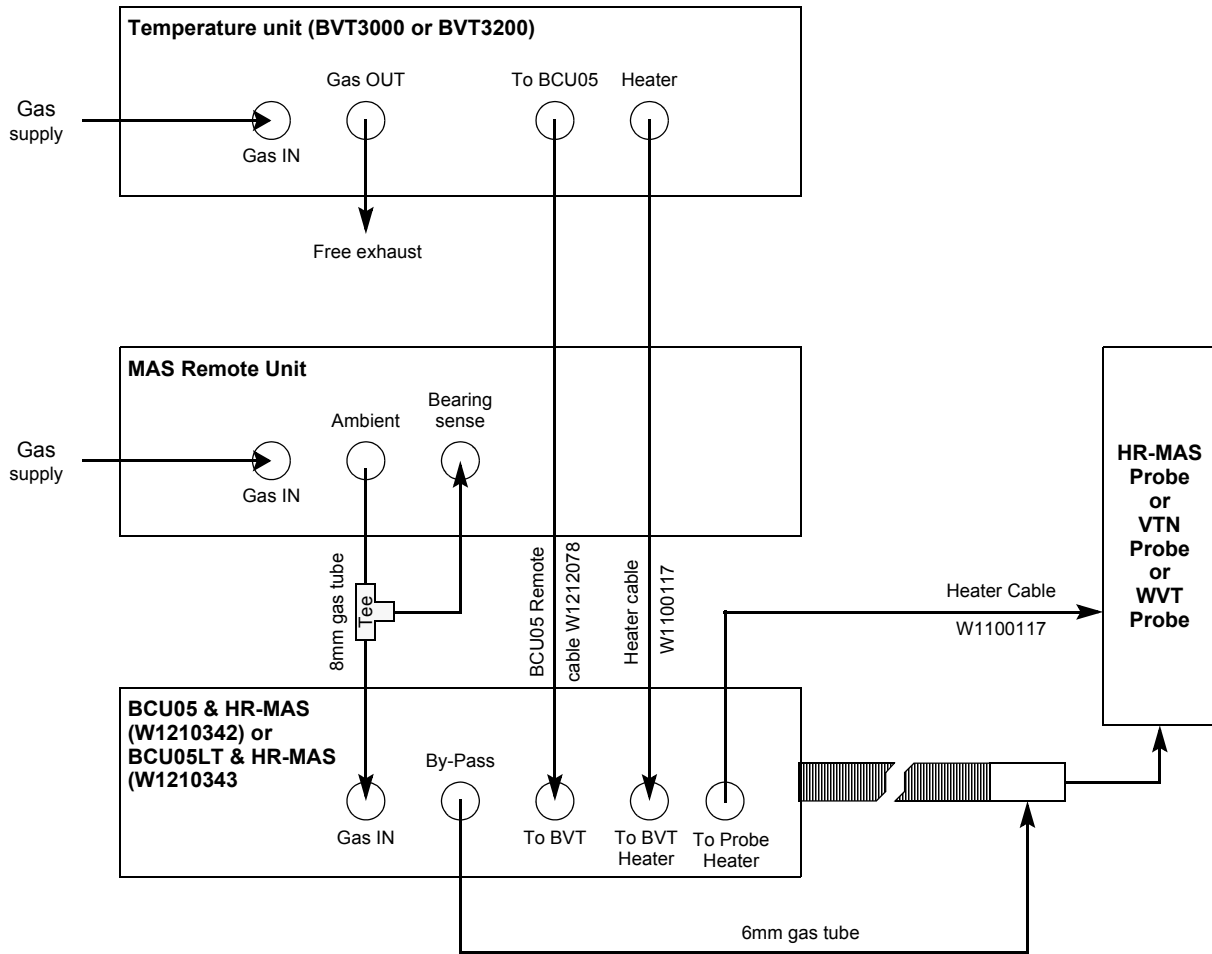 Temperature unit (BVT3000 or BVT3200)
Gas OUT
To BCU05
Heater
Gas
supply
Gas IN
Free exhaust
MAS Remote Unit
Ambient
Bearing
sense
Gas
supply
Gas IN
8mm gas tube
Tee
BCU05 Remote
cable W1212078
Heater cable
W1100117
Heater Cable
W1100117
HR-MAS
Probe
or
VTN
Probe
or
WVT
Probe
BCU05 & HR-MAS
(W1210342) or
BCU05LT & HR-MAS
(W1210343
By-Pass
Gas IN
To BVT
To BVT
Heater
To Probe
Heater
6mm gas tube